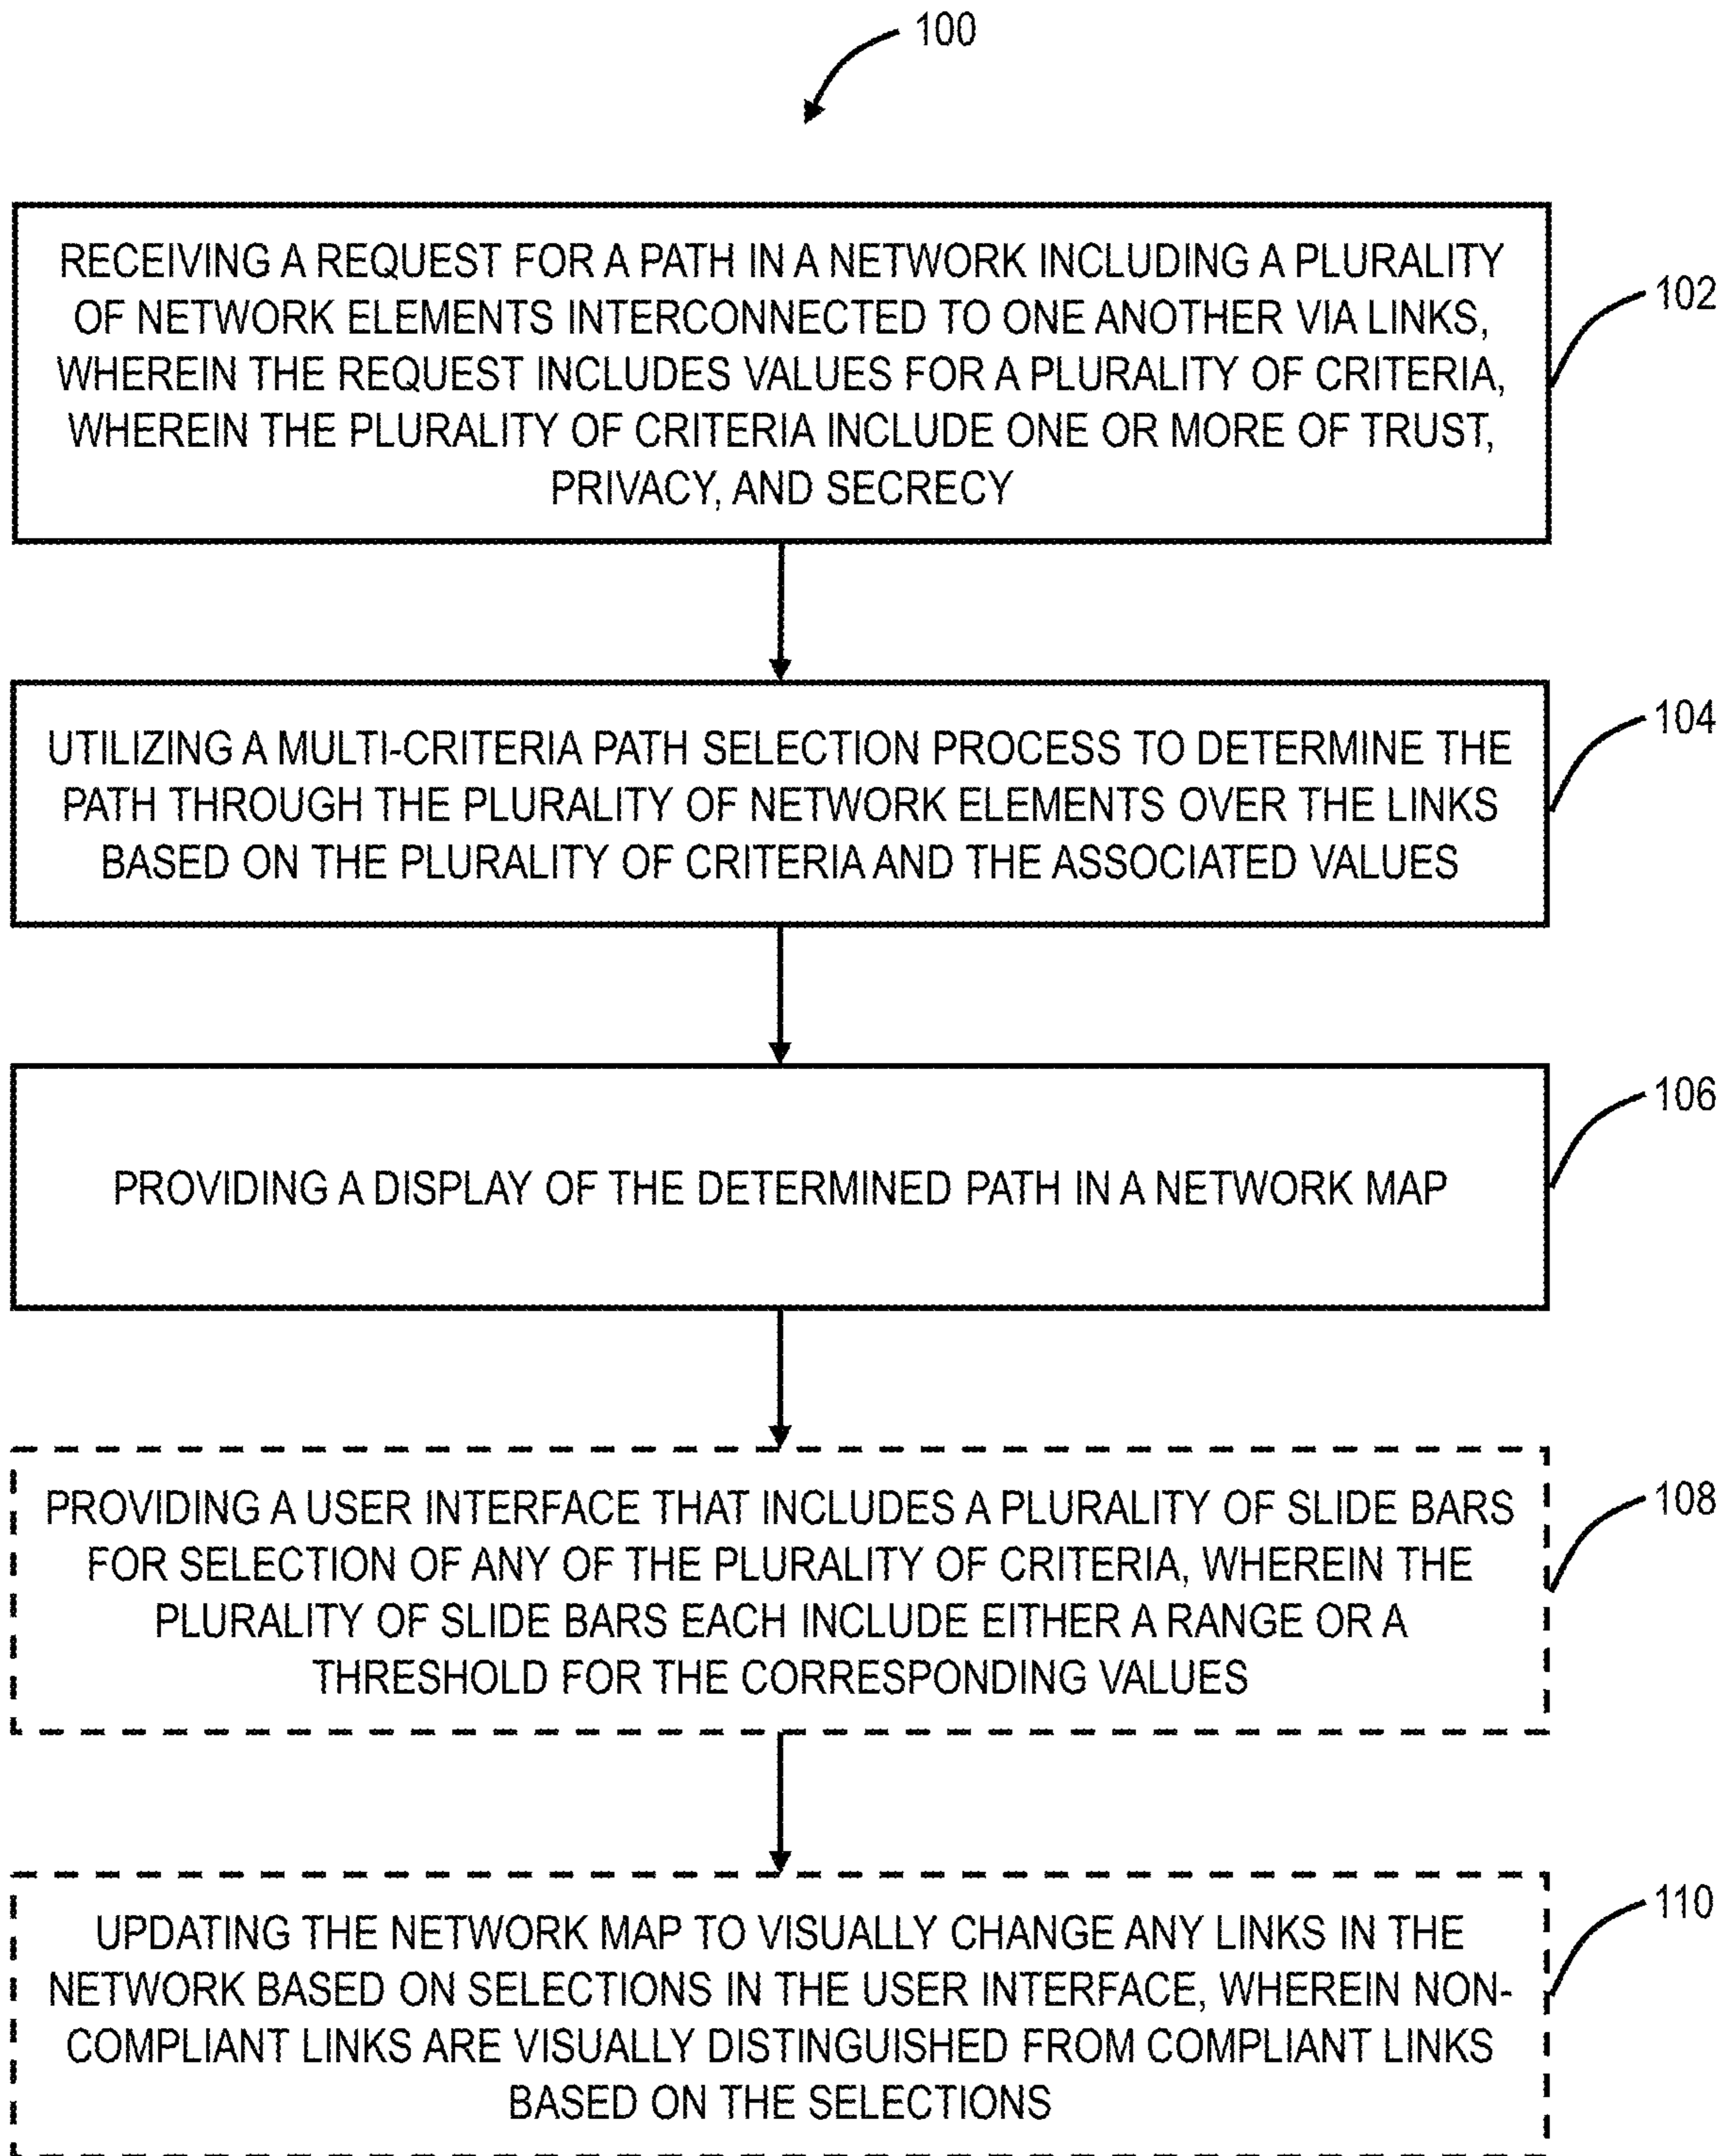 100
RECEIVING A REQUEST FOR A PATH IN A NETWORK INCLUDING A PLURALITY
OF NETWORK ELEMENTS INTERCONNECTED TO ONE ANOTHER VIA LINKS,
WHEREIN THE REQUEST INCLUDES VALUES FOR A PLURALITY OF CRITERIA,
WHEREIN THE PLURALITY OF CRITERIA INCLUDE ONE OR MORE OF TRUST,
PRIVACY, AND SECRECY
102
UTILIZING A MULTI-CRITERIA PATH SELECTION PROCESS TO DETERMINE THE
PATH THROUGH THE PLURALITY OF NETWORK ELEMENTS OVER THE LINKS
BASED ON THE PLURALITY OF CRITERIA AND THE ASSOCIATED VALUES
104
PROVIDING A DISPLAY OF THE DETERMINED PATH IN A NETWORK MAP
106
PROVIDING A USER INTERFACE THAT INCLUDES A PLURALITY OF SLIDE BARS
FOR SELECTION OF ANY OF THE PLURALITY OF CRITERIA, WHEREIN THE
PLURALITY OF SLIDE BARS EACH INCLUDE EITHER A RANGE OR A
THRESHOLD FOR THE CORRESPONDING VALUES
108
UPDATING THE NETWORK MAP TO VISUALLY CHANGE ANY LINKS IN THE
NETWORK BASED ON SELECTIONS IN THE USER INTERFACE, WHEREIN NON-
COMPLIANT LINKS ARE VISUALLY DISTINGUISHED FROM COMPLIANT LINKS
BASED ON THE SELECTIONS
110